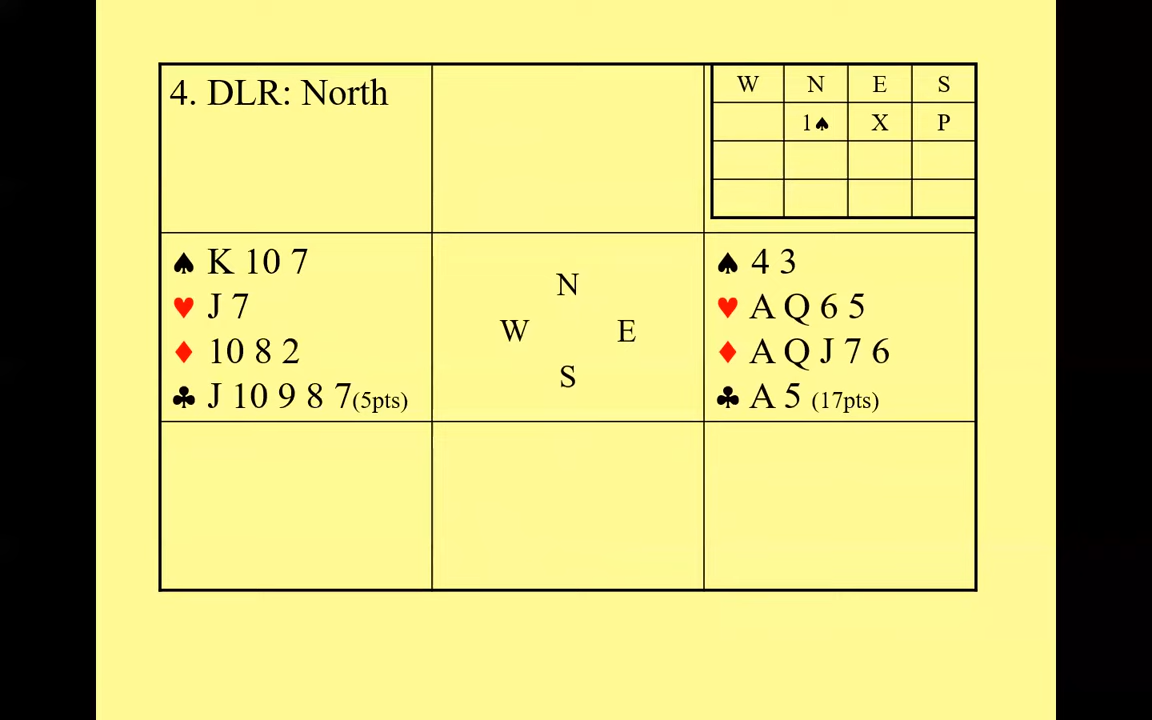 4. DLR: North
W N E S
1♠ X P
♠ K 10 7
♥ J 7
♦ 10 8 2
♣ J 10 9 8 7(5pts)
N
W E
S
♠ 4 3
♥ A Q 6 5
♦ A Q J 7 6
♣ A 5 (17pts)